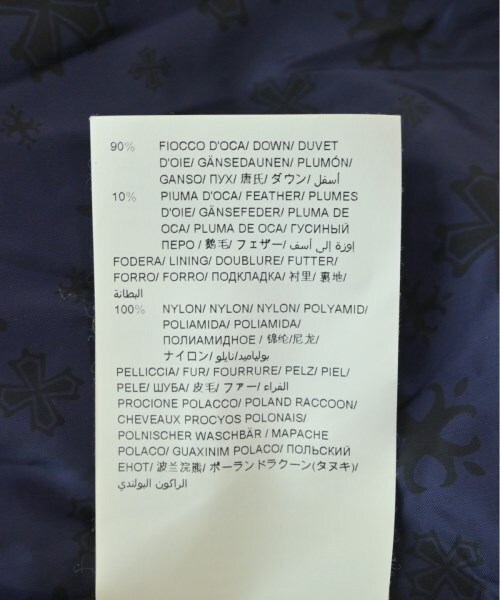 90% FIOCCO D'OCA/ DOWN/ DUVET
D'OIE/ GÄNSEDAUNEN/ PLUMÓN/
GANSO/ ПУХ/ 唐氏/ ダウン/ أسفل
10% PIUMA D'OCA/ FEATHER/ PLUMES
D'OIE/ GÄNSEFEDER/ PLUMA DE
OCA/ PLUMA DE OCA/ ГУСИНЫЙ
ПЕРО / 鹅毛/ フェザー/ إوزة إلى أسف
FODERA/ LINING/ DOUBLURE/ FUTTER/
FORRO/ FORRO/ ПОДКЛАДКА/ 衬里/ 裏地/
البطانة
100% NYLON/ NYLON/ NYLON/ POLYAMID/
POLIAMIDA/ POLIAMIDA/
ПОЛИАМИДНОЕ / 锦纶/尼龙/
ナイロン/ بولياميد/نايلو
PELLICCIA/ FUR/ FOURRURE/ PELZ/ PIEL/
PELE/ ШУБА/ 皮毛/ ファー/ الفراء
PROCIONE POLACCO/ POLAND RACCOON/
CHEVEAUX PROCYOS POLONAIS/
POLNISCHER WASCHBÄR / MAPACHE
POLACO/ GUAXINIM POLACO/ ПОЛЬСКИЙ
ЕНОТ/ 波兰浣熊/ ポーランドラクーン(タヌキ)/
الراكون البولندي